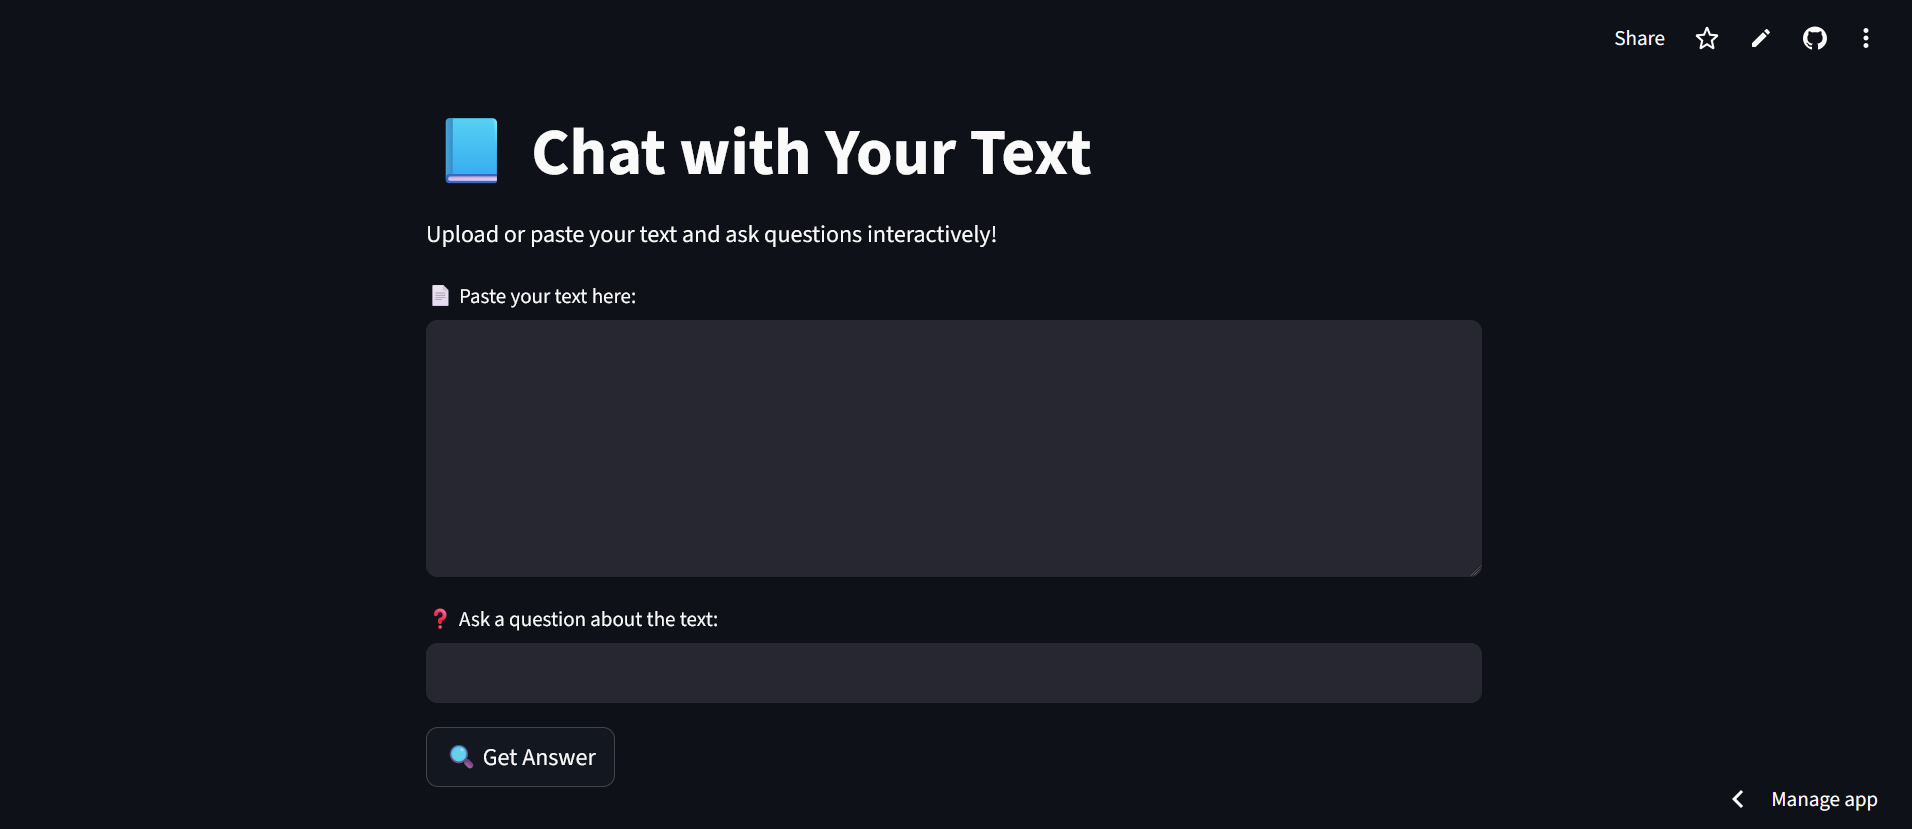 Share
Chat with Your Text
Upload or paste your text and ask questions interactively!
Paste your text here:
❓ Ask a question about the text:
Get Answer
Manage app